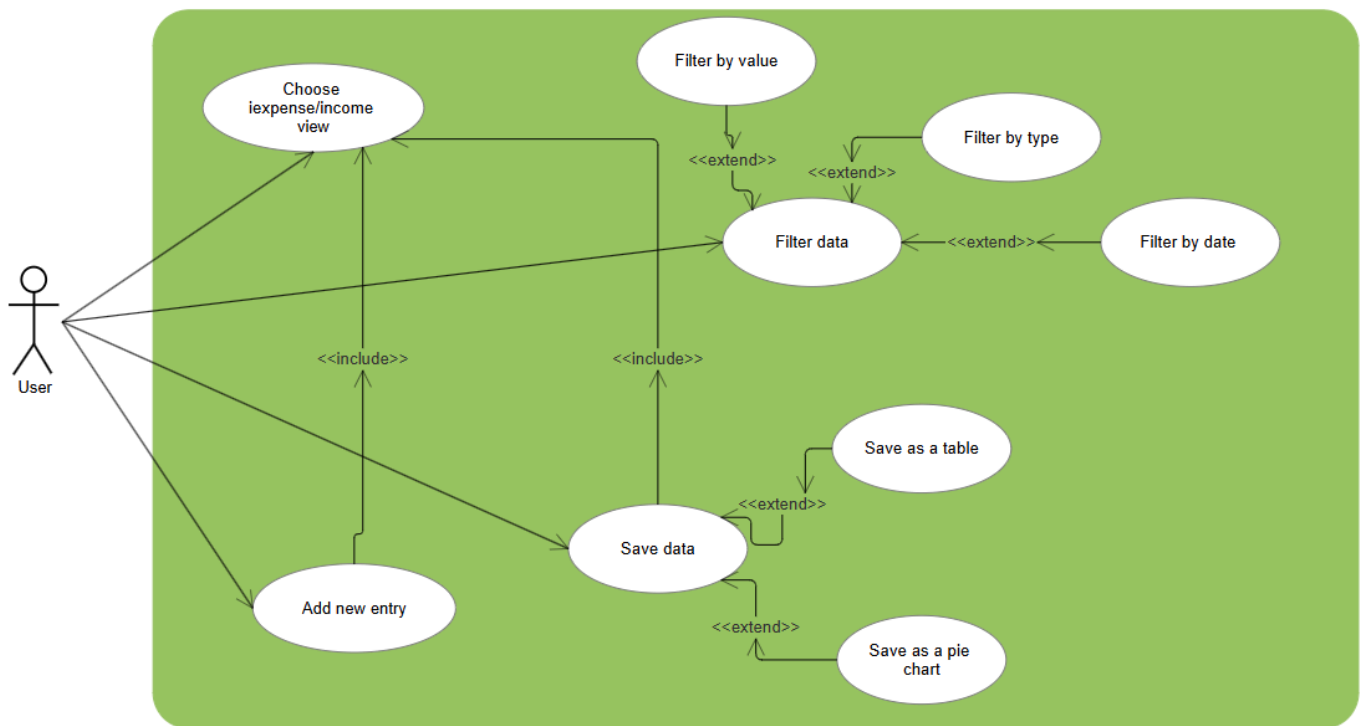 Filter by value
Choose
iexpense/income
view
Filter by type
<<extend>>
<<extend>>
Filter data
<<extend>>
Filter by date
User
<<include>>
<<include>>
Save as a table
<<extend>>
Save data
Add new entry
<<extend>>
Save as a pie
chart